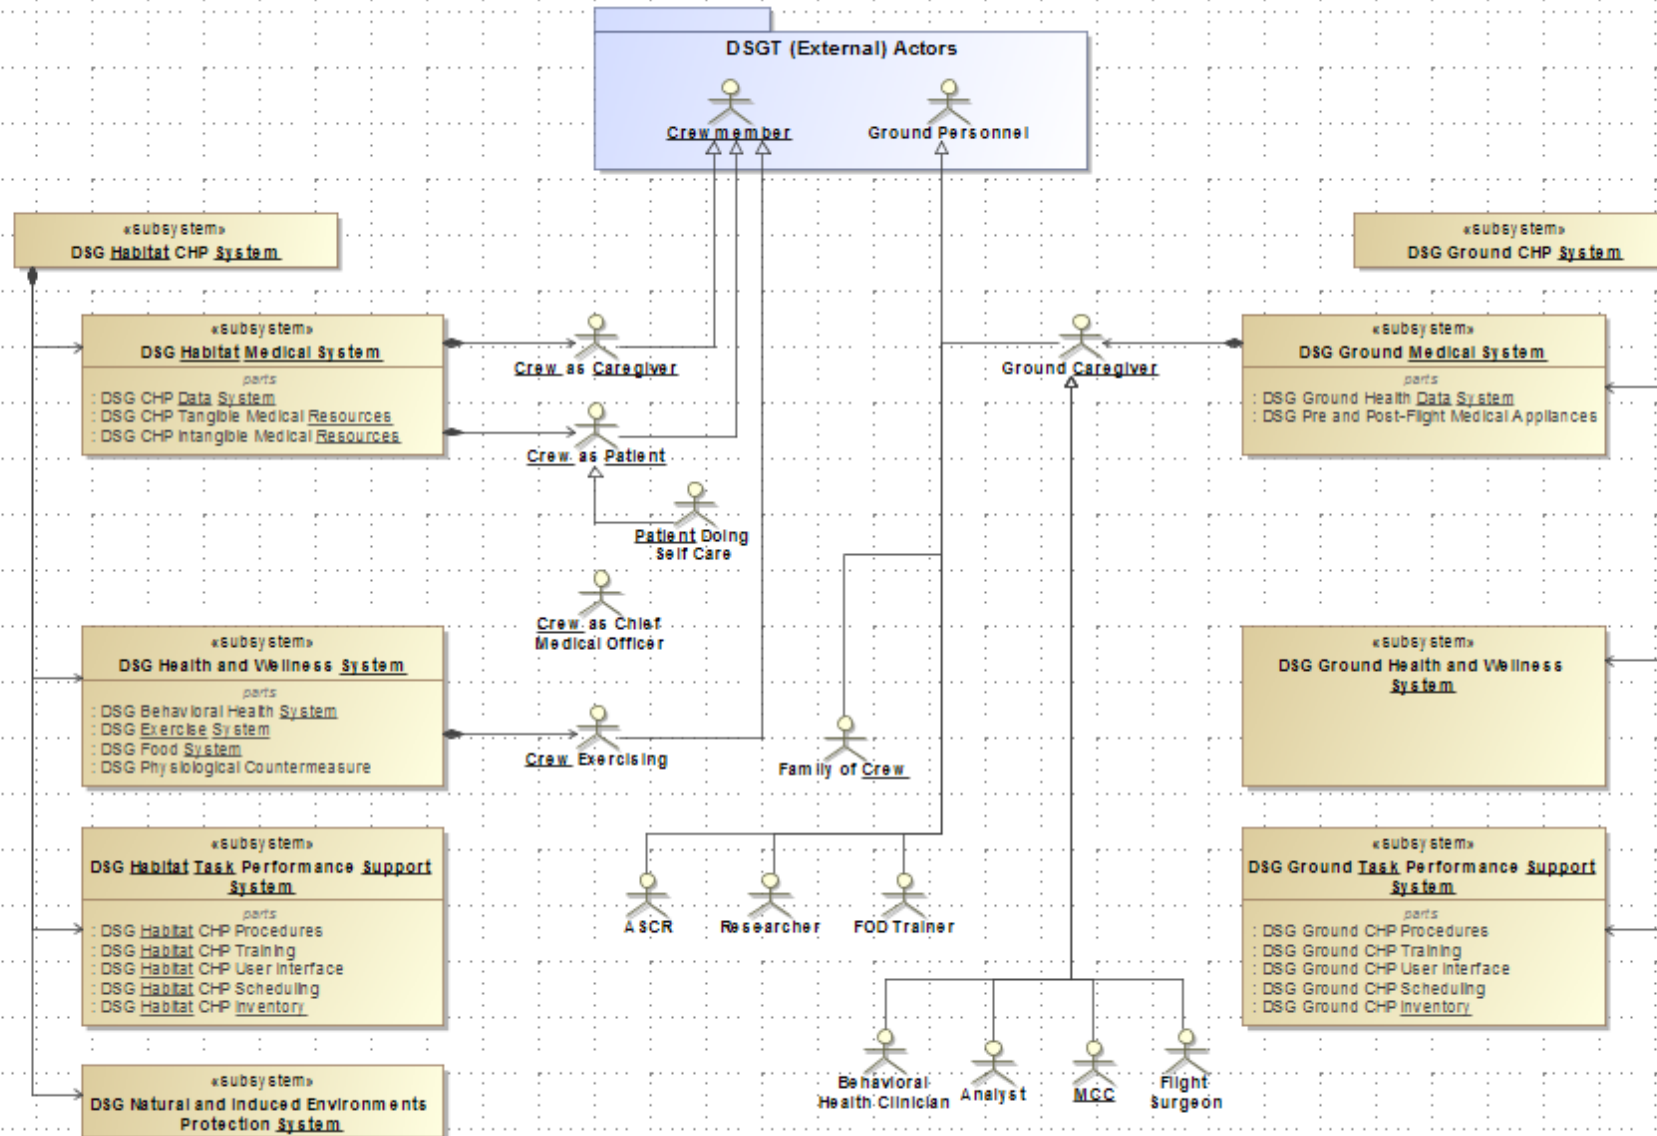 DSGT (External) Actors
Crewmember
Ground Personnel
«subsystem»
DSG Habitat CHP System
«subsystem»
DSG Ground CHP System
«subsystem»
DSG Habitat Medical System
parts
: DSG CHP Data System
: DSG CHP Tangible Medical Resources
: DSG CHP Intangible Medical Resources
Crew as Caregiver
Crew as Patient
Patient Doing
Self Care
Crew as Chief
Medical Officer
Ground Caregiver
«subsystem»
DSG Ground Medical System
parts
: DSG Ground Health Data System
: DSG Pre and Post-Flight Medical Appliances
«subsystem»
DSG Health and Wellness System
parts
: DSG Behavioral Health System
: DSG Exercise System
: DSG Food System
: DSG Physiological Countermeasure
Crew Exercising
Family of Crew
«subsystem»
DSG Ground Health and Wellness
System
«subsystem»
DSG Habitat Task Performance Support
System
parts
: DSG Habitat CHP Procedures
: DSG Habitat CHP Training
: DSG Habitat CHP User Interface
: DSG Habitat CHP Scheduling
: DSG Habitat CHP Inventory
ASCR
Researcher
FOD Trainer
«subsystem»
DSG Ground Task Performance Support
System
parts
: DSG Ground CHP Procedures
: DSG Ground CHP Training
: DSG Ground CHP User Interface
: DSG Ground CHP Scheduling
: DSG Ground CHP Inventory
Behavioral
Health Clinician
Analyst
MCC
Flight
Surgeon
«subsystem»
DSG Natural and Induced Environments
Protection System